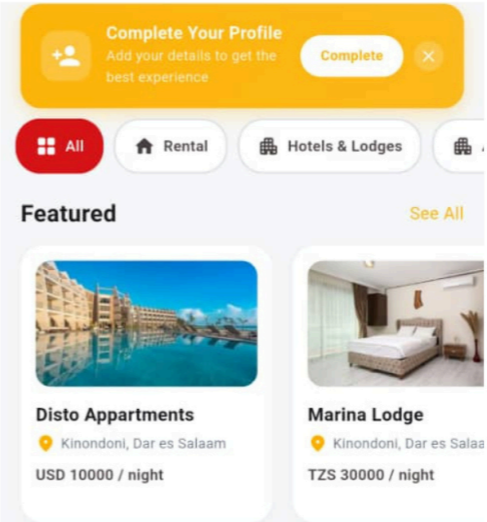 Complete Your Profile
Add your details to get the
best experience
Complete
All
Rental
Hotels & Lodges
Featured
See All
Disto Appartments
Kinondoni, Dar es Salaam
USD 10000 / night
Marina Lodge
Kinondoni, Dar es Salaa
TZS 30000 / night